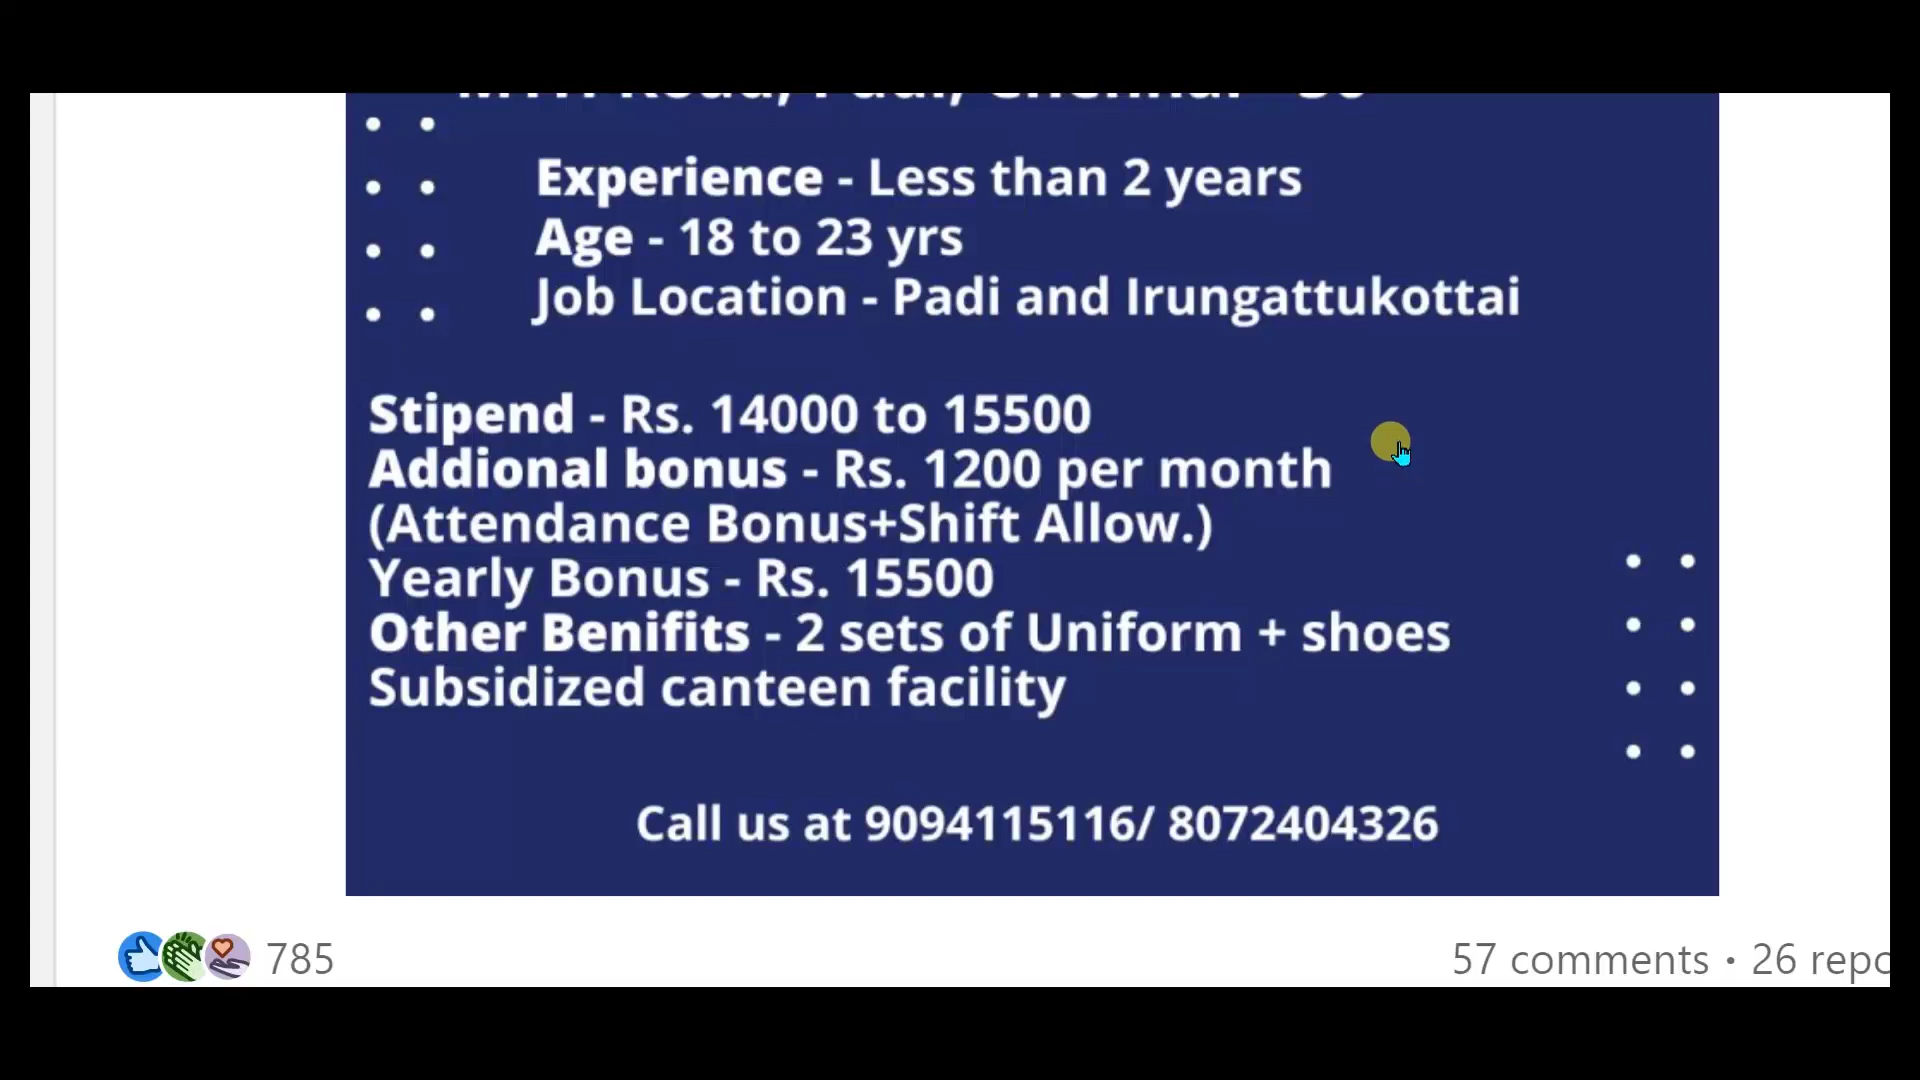 Experience - Less than 2 years
Age - 18 to 23 yrs
Job Location - Padi and Irungattukottai
Stipend - Rs. 14000 to 15500
Addional bonus - Rs. 1200 per month
(Attendance Bonus+Shift Allow.)
Yearly Bonus - Rs. 15500
Other Benifits - 2 sets of Uniform + shoes
Subsidized canteen facility
Call us at 9094115116/ 8072404326
785
57 comments • 26 repo